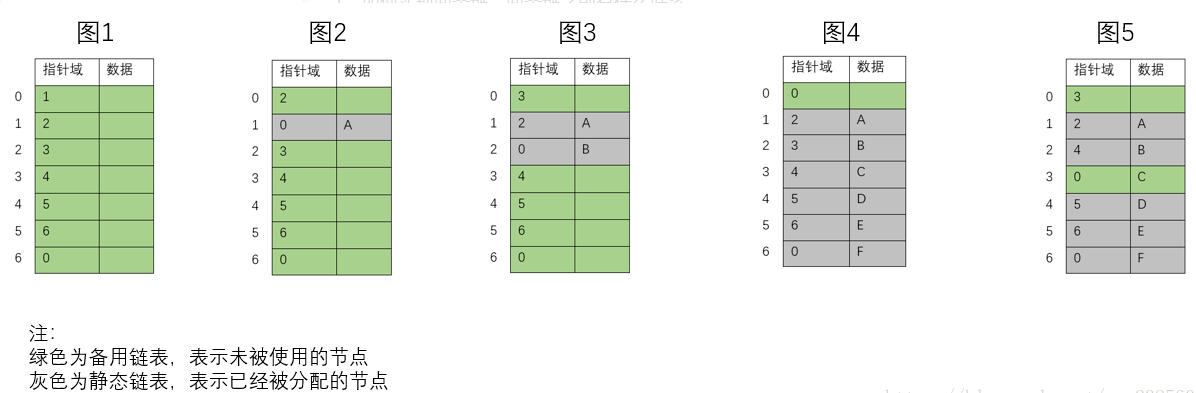 图1 图2 图3 图4 图5
指针域 数据 指针域 数据 指针域 数据 指针域 数据 指针域 数据
0 1 0 2 0 3 0 0 0 3
1 2 1 0 A 1 2 A 1 2 A 1 2 A
2 3 2 3 2 0 B 2 3 B 2 4 B
3 4 3 4 3 4 3 4 C 3 0 C
4 5 4 5 4 5 4 5 D 4 5 D
5 6 5 6 5 6 5 6 E 5 6 E
6 0 6 0 6 0 6 0 F 6 0 F
注：
绿色为备用链表，表示未被使用的节点
灰色为静态链表，表示已经被分配的节点